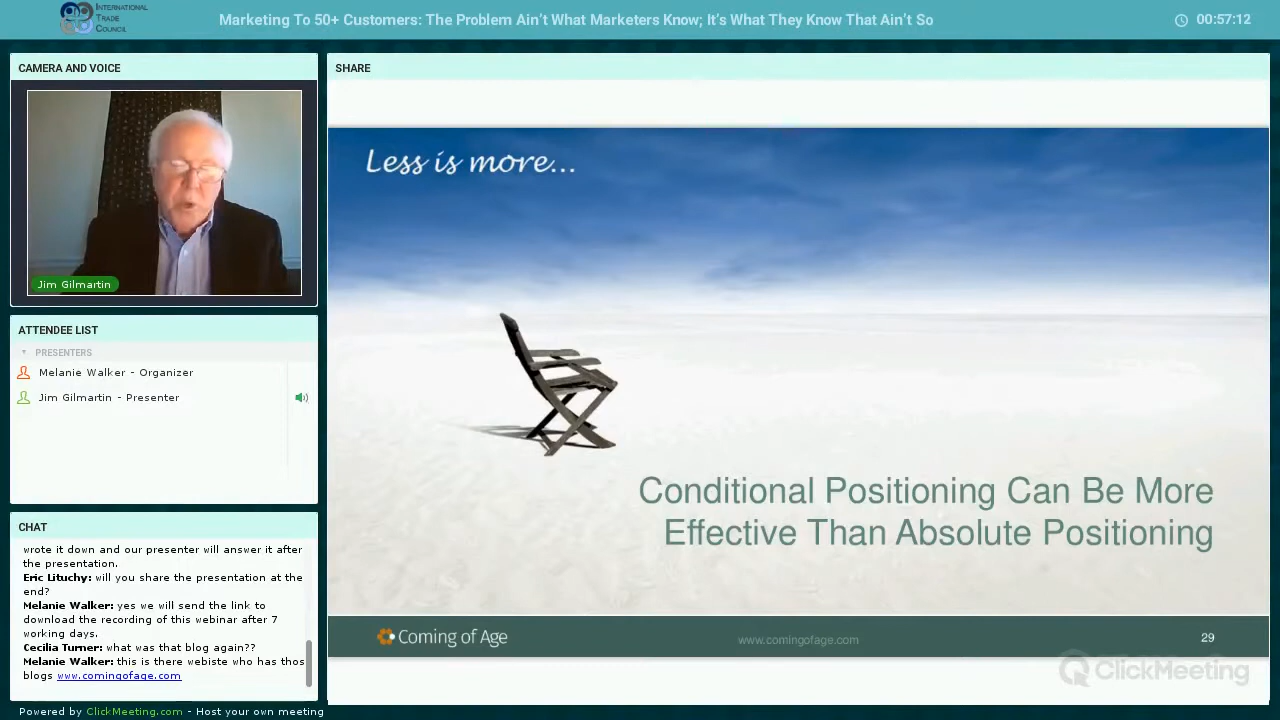 INTERNATIONAL
TRADE
COUNCIL
Marketing To 50+ Customers: The Problem Ain't What Marketers Know; It's What They Know That Ain't So
00:57:12
CAMERA AND VOICE
Jim Gilmartin
ATTENDEE LIST
PRESENTERS
Melanie Walker - Organizer
Jim Gilmartin - Presenter
CHAT
wrote it down and our presenter will answer it after
the presentation.
Eric Lituchy: will you share the presentation at the
end?
Melanie Walker: yes we will send the link to
download the recording of this webinar after 7
working days.
Cecilia Turner: what was that blog again??
Melanie Walker: this is there webiste who has thos
blogs www.comingofage.com
SHARE
Less is more...
Conditional Positioning Can Be More
Effective Than Absolute Positioning
Coming of Age
www.comingofage.com
29
ClickMeeting
Powered by ClickMeeting.com - Host your own meeting